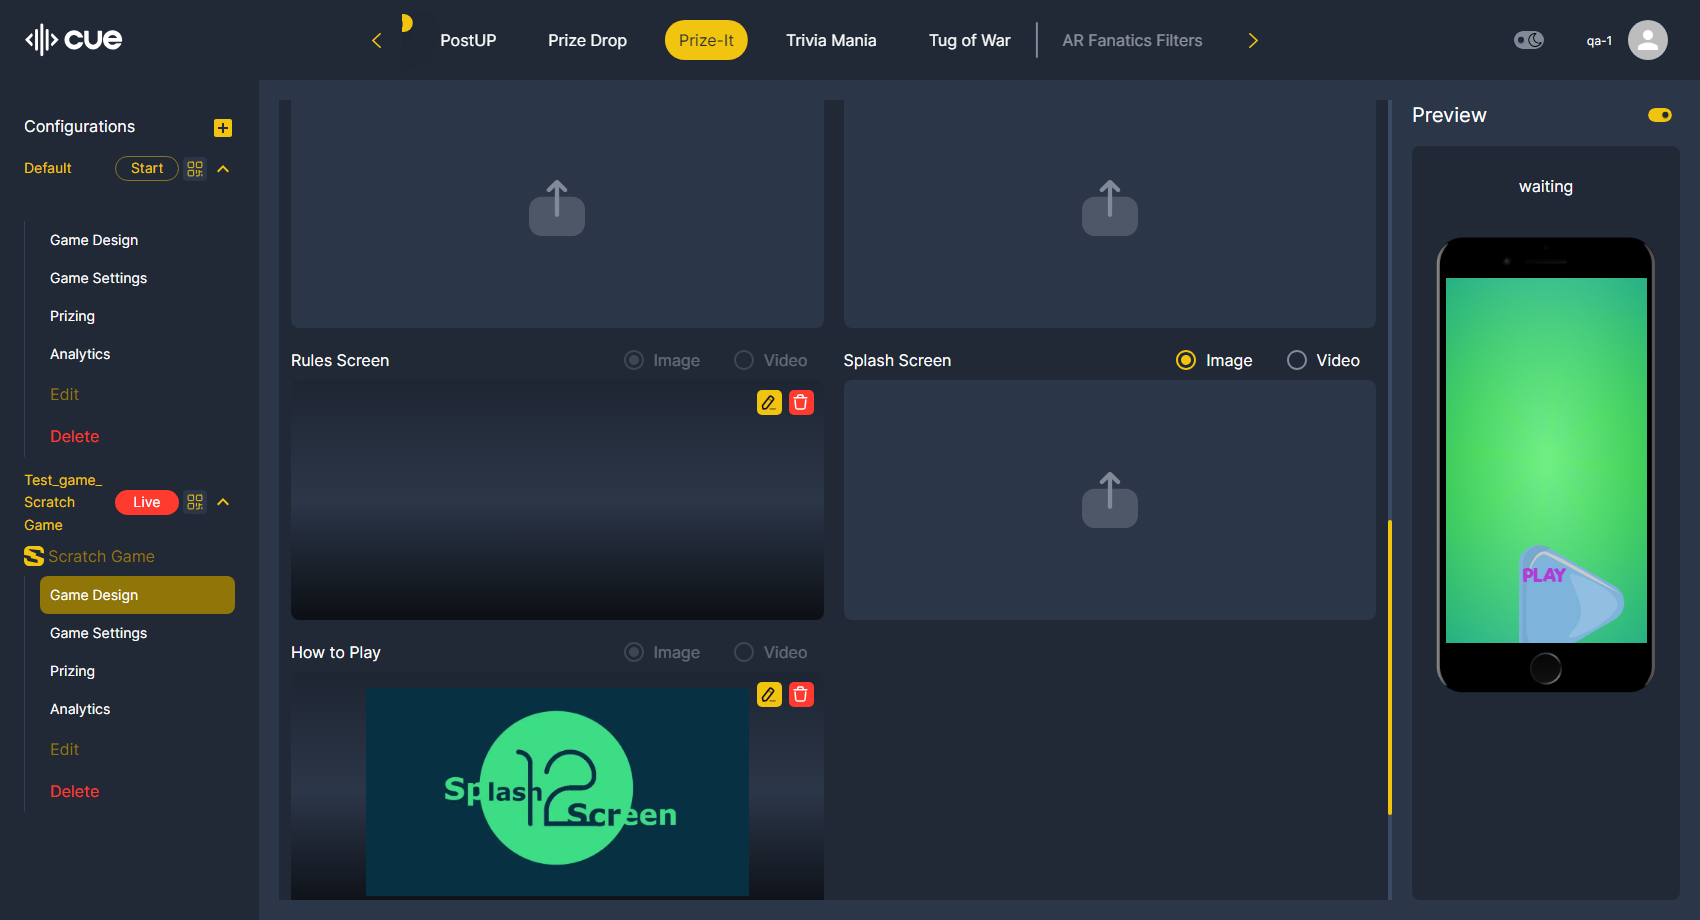 cue
PostUP
Prize Drop
Prize-It
Trivia Mania
Tug of War
AR Fanatics Filters
qa-1
Configurations
Default
Start
Game Design
Game Settings
Prizing
Analytics
Edit
Delete
Test_game_
Scratch
Game
Live
Scratch Game
Game Design
Game Settings
Prizing
Analytics
Edit
Delete
Rules Screen
Image
Video
Splash Screen
Image
Video
How to Play
Image
Video
Splash
12
Screen
Preview
waiting
PLAY